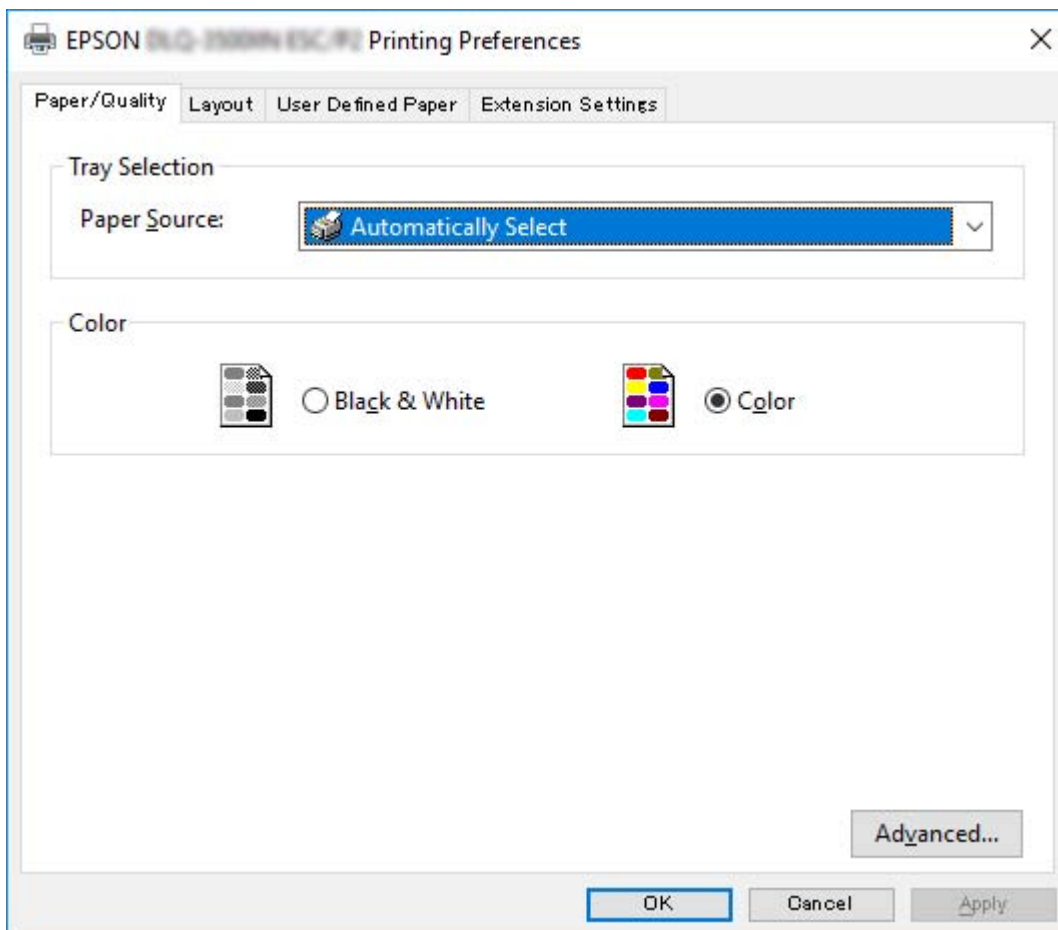 EPSON Printing Preferences
Paper/Quality Layout User Defined Paper Extension Settings
Tray Selection
Paper Source: Automatically Select
Color
Black & White Color
Advanced...
OK Cancel Apply